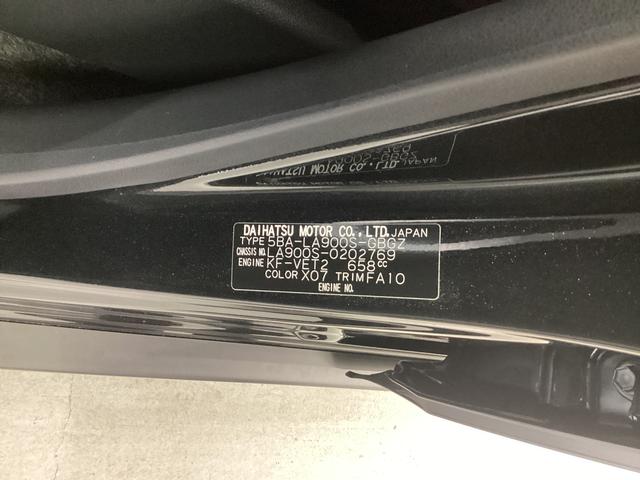 DAIHATSU MOTOR CO.,LTD.JAPAN
TYPE 5BA-LA900S-GBGZ
CHASSIS NO. LA900S-0202769
ENGINE KF-VET2 658cc
COLOR X07 TRIM FA10
ENGINE NO.